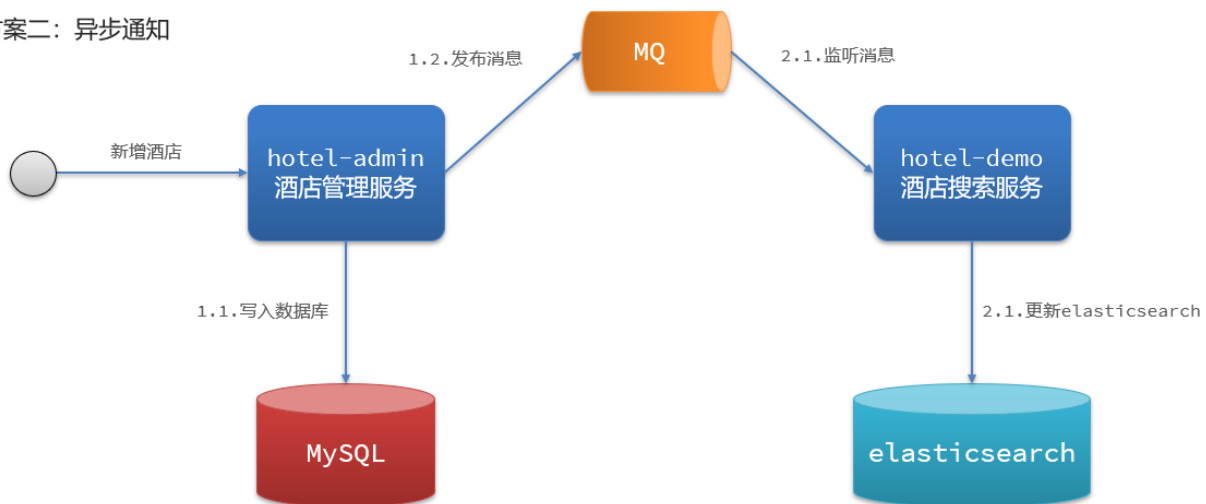 案二：异步通知
MQ
1.2.发布消息
2.1.监听消息
新增酒店
hotel-admin
酒店管理服务
hotel-demo
酒店搜索服务
1.1.写入数据库
2.1.更新elasticsearch
MySQL
elasticsearch